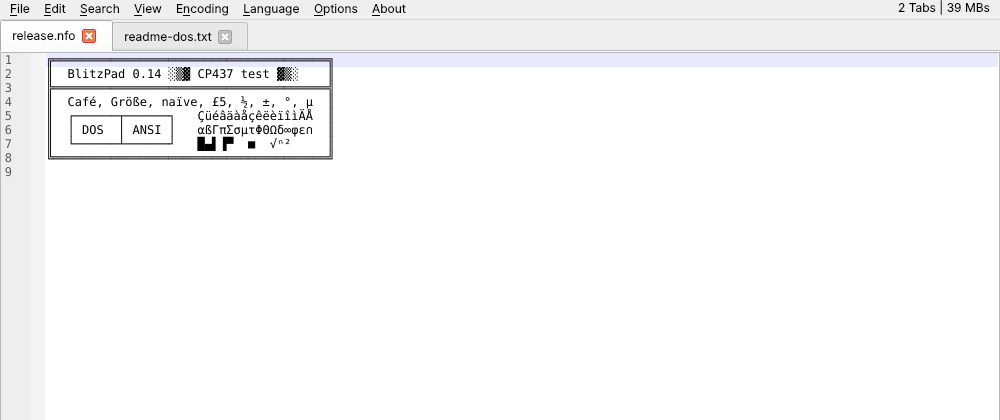 File Edit Search View Encoding Language Options About 2 Tabs | 39 MBs
release.nfo readme-dos.txt
1
2 BlitzPad 0.14 ░▒▓ CP437 test ▓▒░
3
4 Café, Größe, naïve, £5, ½, ±, °, µ
5 ÇüéâäàåçêëèïîìÄÅ
6 DOS │ ANSI │ αßΓπΣσµτΦΘΩδ∞φε∩
7 █▄▌▐▀ ■ √ⁿ²
8
9